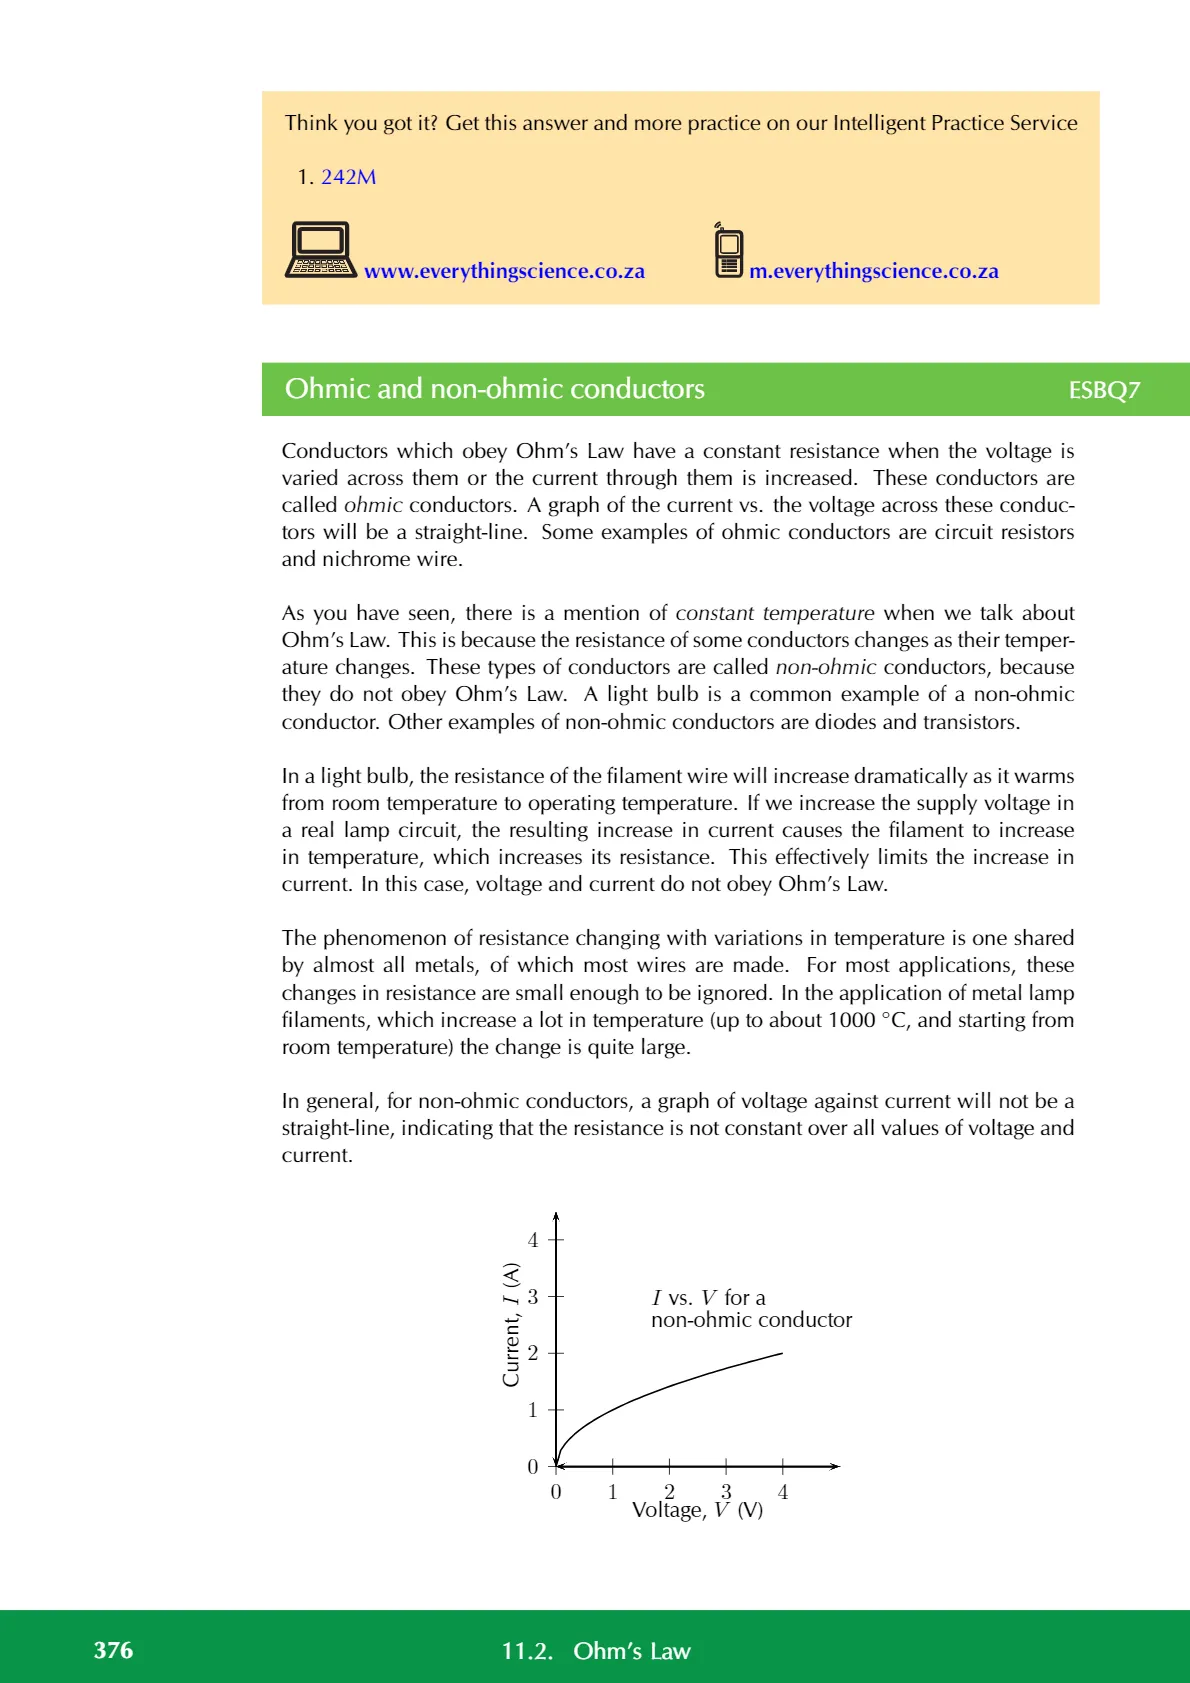 Think you got it? Get this answer and more practice on our Intelligent Practice Service
1. 242M
www.everythingscience.co.za
m.everythingscience.co.za
Ohmic and non-ohmic conductors
ESBQ7
Conductors which obey Ohm’s Law have a constant resistance when the voltage is
varied across them or the current through them is increased. These conductors are
called ohmic conductors. A graph of the current vs. the voltage across these conduc-
tors will be a straight-line. Some examples of ohmic conductors are circuit resistors
and nichrome wire.
As you have seen, there is a mention of constant temperature when we talk about
Ohm’s Law. This is because the resistance of some conductors changes as their temper-
ature changes. These types of conductors are called non-ohmic conductors, because
they do not obey Ohm’s Law. A light bulb is a common example of a non-ohmic
conductor. Other examples of non-ohmic conductors are diodes and transistors.
In a light bulb, the resistance of the filament wire will increase dramatically as it warms
from room temperature to operating temperature. If we increase the supply voltage in
a real lamp circuit, the resulting increase in current causes the filament to increase
in temperature, which increases its resistance. This effectively limits the increase in
current. In this case, voltage and current do not obey Ohm’s Law.
The phenomenon of resistance changing with variations in temperature is one shared
by almost all metals, of which most wires are made. For most applications, these
changes in resistance are small enough to be ignored. In the application of metal lamp
filaments, which increase a lot in temperature (up to about 1000 °C, and starting from
room temperature) the change is quite large.
In general, for non-ohmic conductors, a graph of voltage against current will not be a
straight-line, indicating that the resistance is not constant over all values of voltage and
current.
4
3
2
1
0
Current, I (A)
I vs. V for a
non-ohmic conductor
0 1 2 3 4
Voltage, V (V)
376
11.2. Ohm’s Law